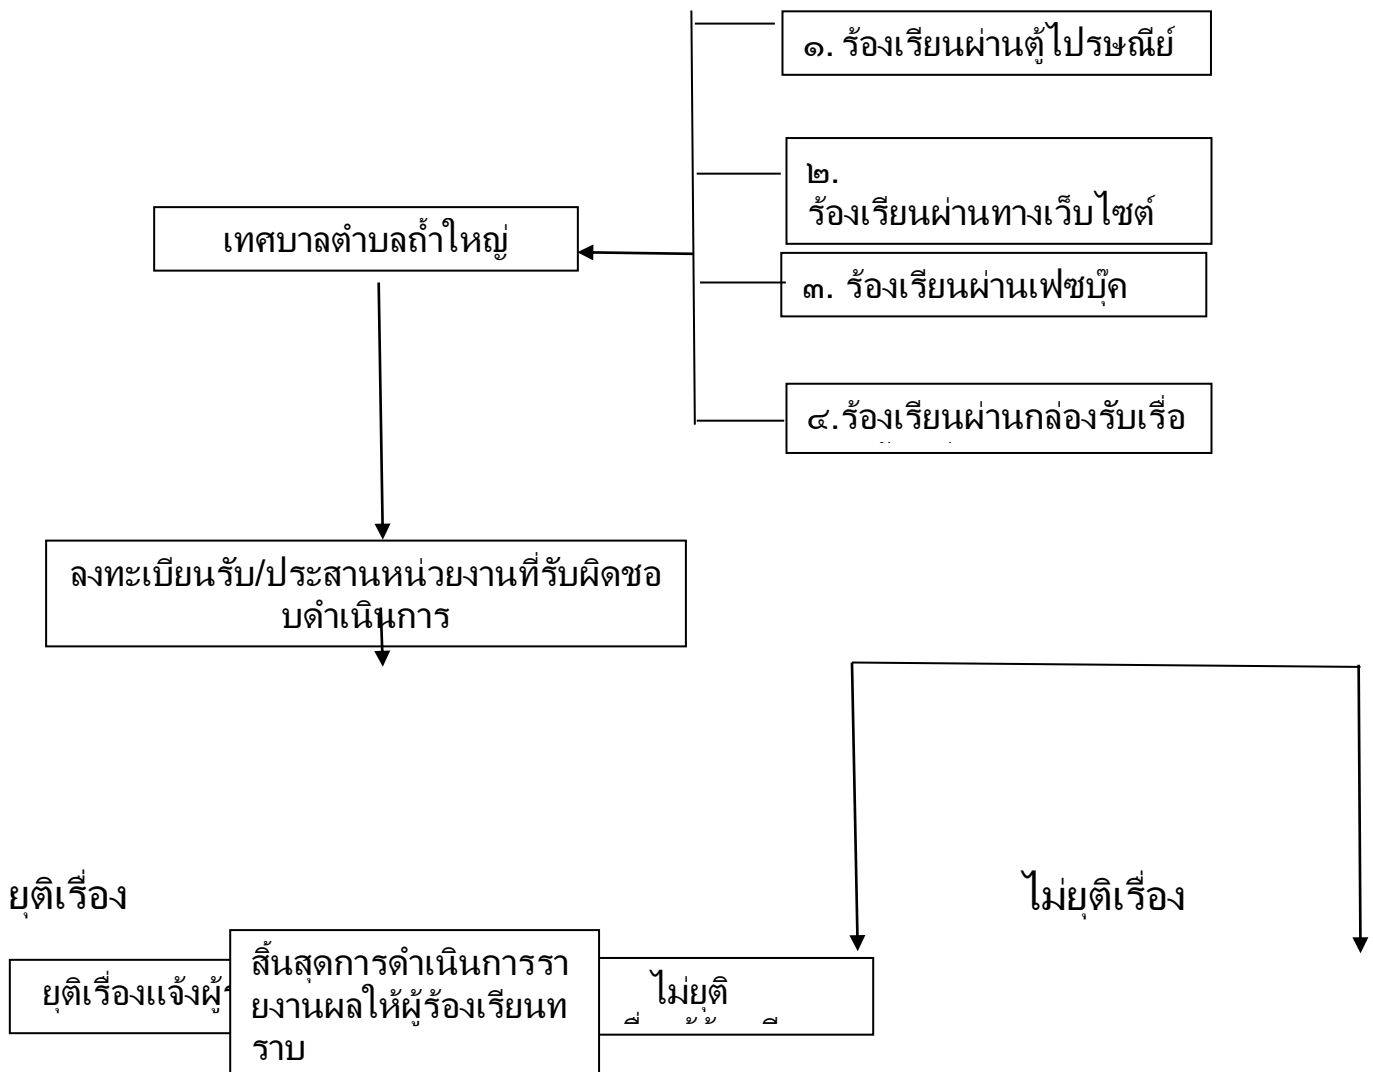 ๑. ร้องเรียนผ่านตู้ไปรษณีย์
๒.
ร้องเรียนผ่านทางเว็บไซต์
เทศบาลตำบลถ้ำใหญ่
๓. ร้องเรียนผ่านเฟซบุ๊ค
๔.ร้องเรียนผ่านกล่องรับเรื่อ
ลงทะเบียนรับ/ประสานหน่วยงานที่รับผิดชอ
บดำเนินการ
ยุติเรื่อง
ไม่ยุติเรื่อง
ยุติเรื่องแจ้งผู้
สิ้นสุดการดำเนินการรา
ยงานผลให้ผู้ร้องเรียนท
ราบ
ไม่ยุติ